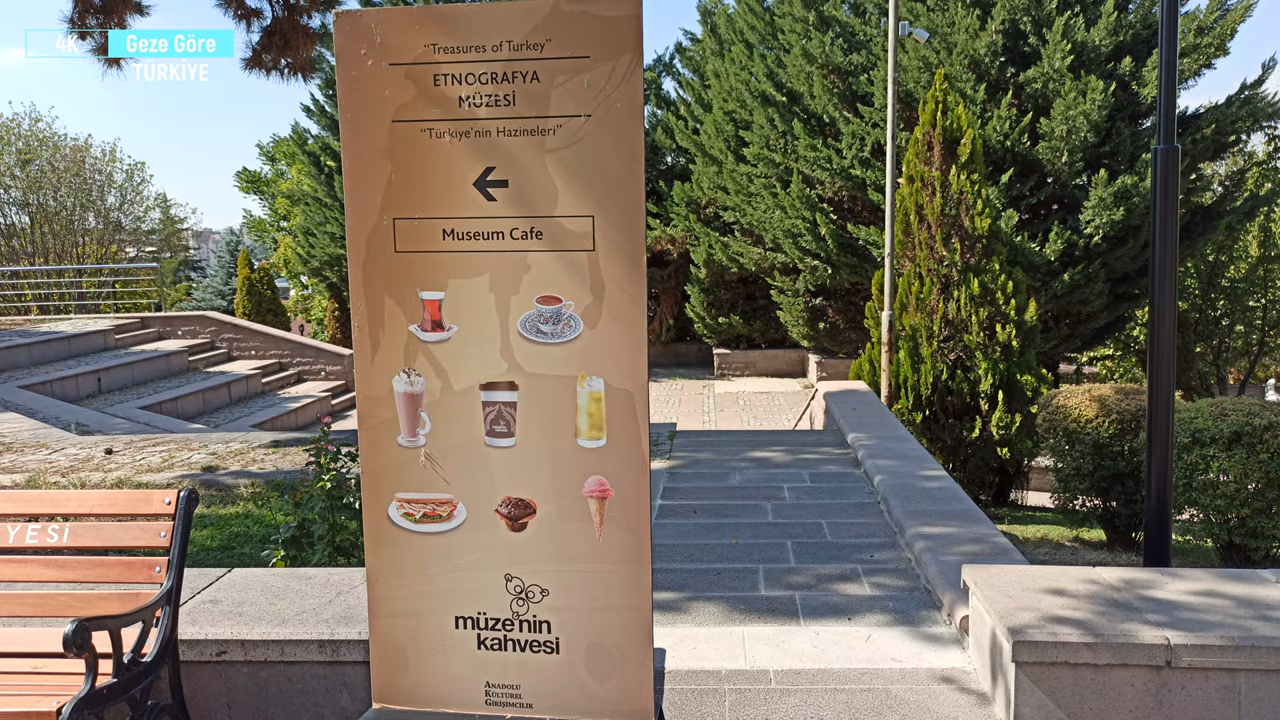 4K
Geze Göre
TÜRKİYE
"Treasures of Turkey"
ETNOGRAFYA
MÜZESİ
"Türkiye'nin Hazineleri"
Museum Cafe
müze'nin
kahvesi
ANADOLU
KÜLTÜREL
GİRİŞİMCİLİK
YESİ